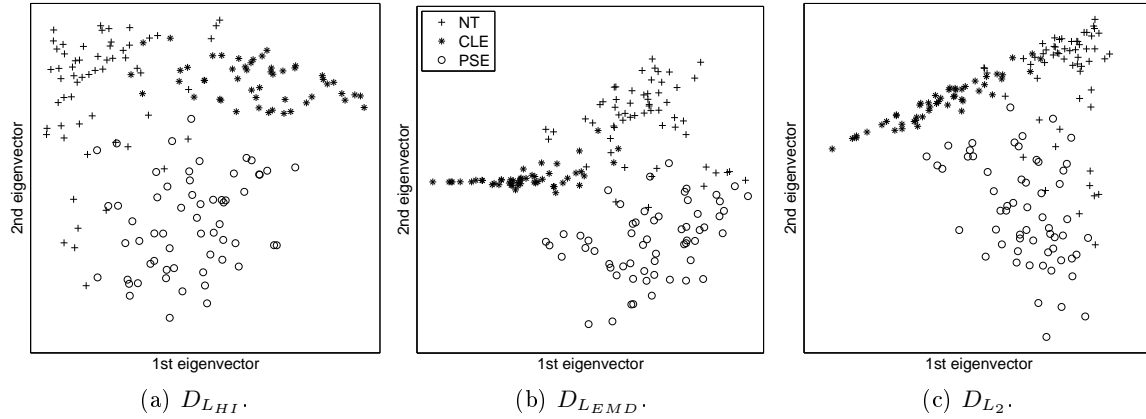 NT
CLE
PSE
2nd eigenvector
2nd eigenvector
2nd eigenvector
1st eigenvector
1st eigenvector
1st eigenvector
(a) D_{L_{HI}}.
(b) D_{L_{EMD}}.
(c) D_{L_2}.